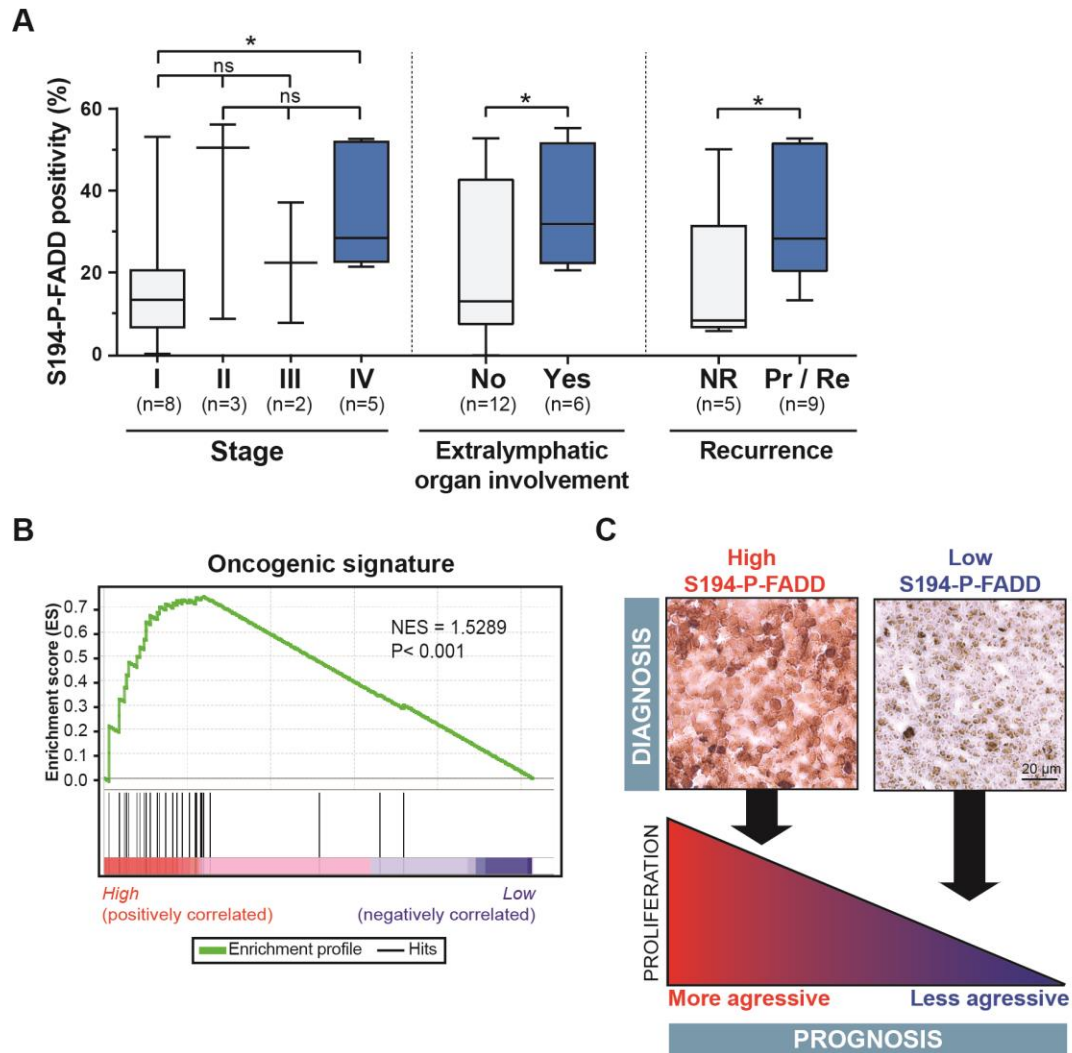 A
*
ns
ns
*
*
S194-P-FADD positivity (%)
60
40
20
0
I II III IV No Yes NR Pr / Re
(n=8) (n=3) (n=2) (n=5) (n=12) (n=6) (n=5) (n=9)
Stage
Extralymphatic
organ involvement
Recurrence
B
Oncogenic signature
Enrichment score (ES)
0.7
0.6
0.5
0.4
0.3
0.2
0.1
0.0
NES = 1.5289
P< 0.001
High
(positively correlated)
Low
(negatively correlated)
Enrichment profile
Hits
C
High
S194-P-FADD
Low
S194-P-FADD
DIAGNOSIS
20 µm
PROLIFERATION
More agressive
Less agressive
PROGNOSIS